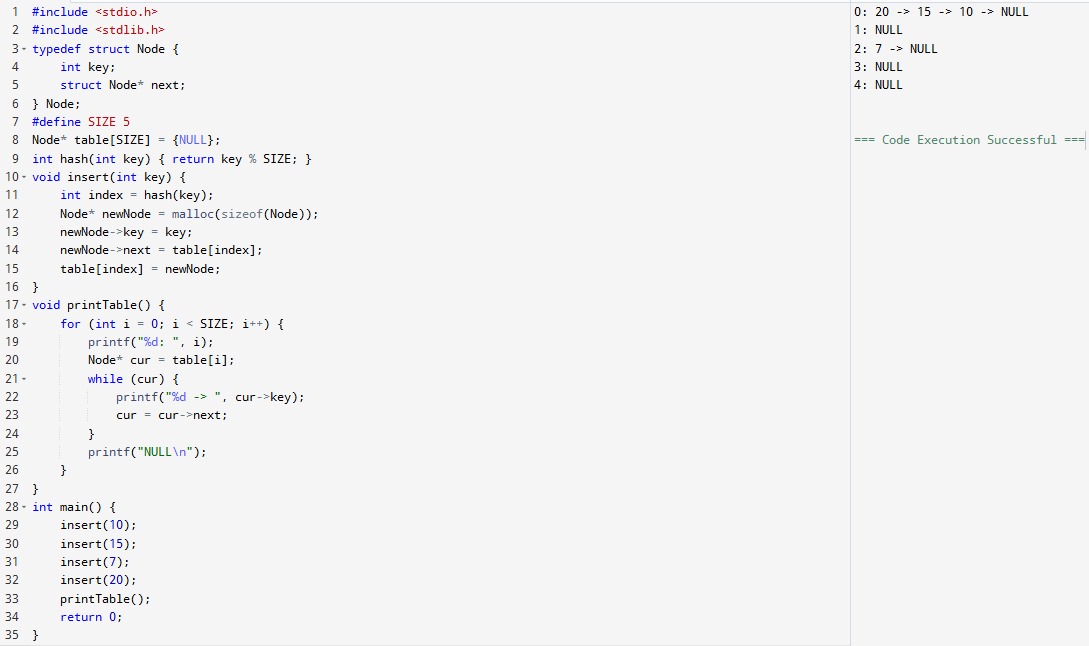 1 #include <stdio.h>
2 #include <stdlib.h>
3 typedef struct Node {
4     int key;
5     struct Node* next;
6 } Node;
7 #define SIZE 5
8 Node* table[SIZE] = {NULL};
9 int hash(int key) { return key % SIZE; }
10 void insert(int key) {
11     int index = hash(key);
12     Node* newNode = malloc(sizeof(Node));
13     newNode->key = key;
14     newNode->next = table[index];
15     table[index] = newNode;
16 }
17 void printTable() {
18     for (int i = 0; i < SIZE; i++) {
19         printf("%d: ", i);
20         Node* cur = table[i];
21         while (cur) {
22             printf("%d -> ", cur->key);
23             cur = cur->next;
24         }
25         printf("NULL\n");
26     }
27 }
28 int main() {
29     insert(10);
30     insert(15);
31     insert(7);
32     insert(20);
33     printTable();
34     return 0;
35 }
0: 20 -> 15 -> 10 -> NULL
1: NULL
2: 7 -> NULL
3: NULL
4: NULL
=== Code Execution Successful ===